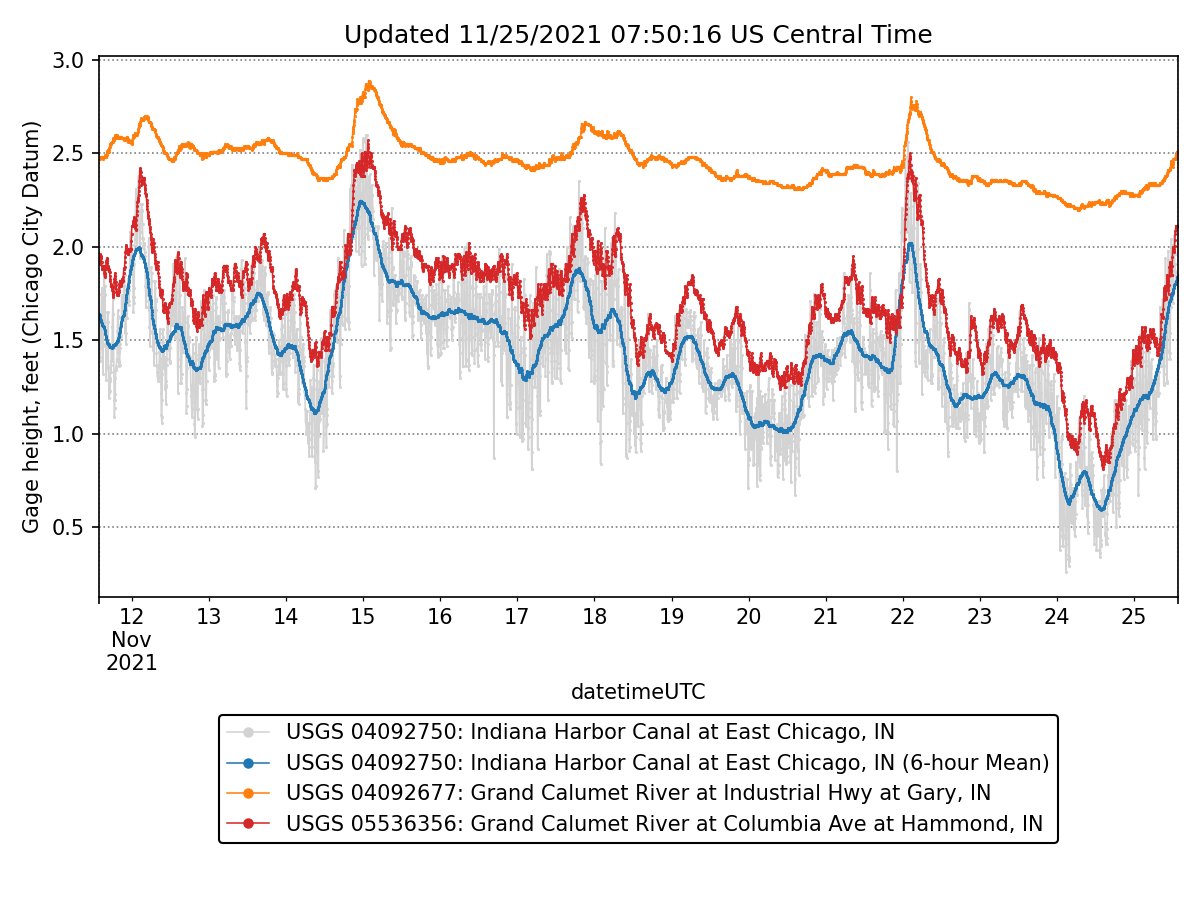 Updated 11/25/2021 07:50:16 US Central Time
Gage height, feet (Chicago City Datum)
3.0
2.5
2.0
1.5
1.0
0.5
12 13 14 15 16 17 18 19 20 21 22 23 24 25
Nov
2021
datetimeUTC
USGS 04092750: Indiana Harbor Canal at East Chicago, IN
USGS 04092750: Indiana Harbor Canal at East Chicago, IN (6-hour Mean)
USGS 04092677: Grand Calumet River at Industrial Hwy at Gary, IN
USGS 05536356: Grand Calumet River at Columbia Ave at Hammond, IN